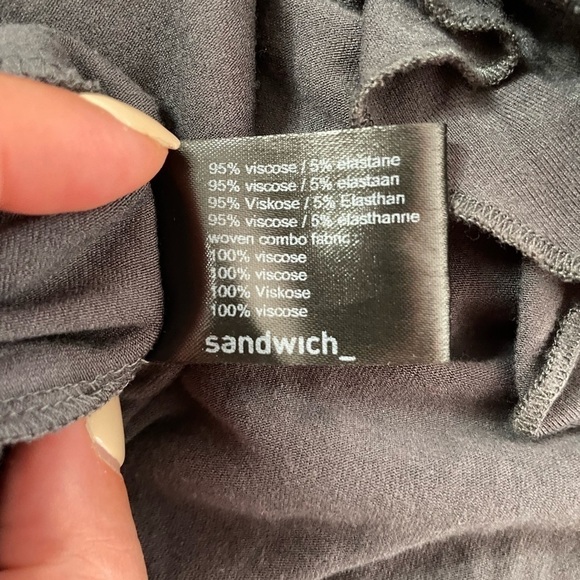 95% viscose / 5% elastane
95% viscose / 5% elastaan
95% Viskose / 5% Elasthan
95% viscose / 5% élasthanne
woven combo fabric :
100% viscose
100% viscose
100% Viskose
100% viscose
sandwich_